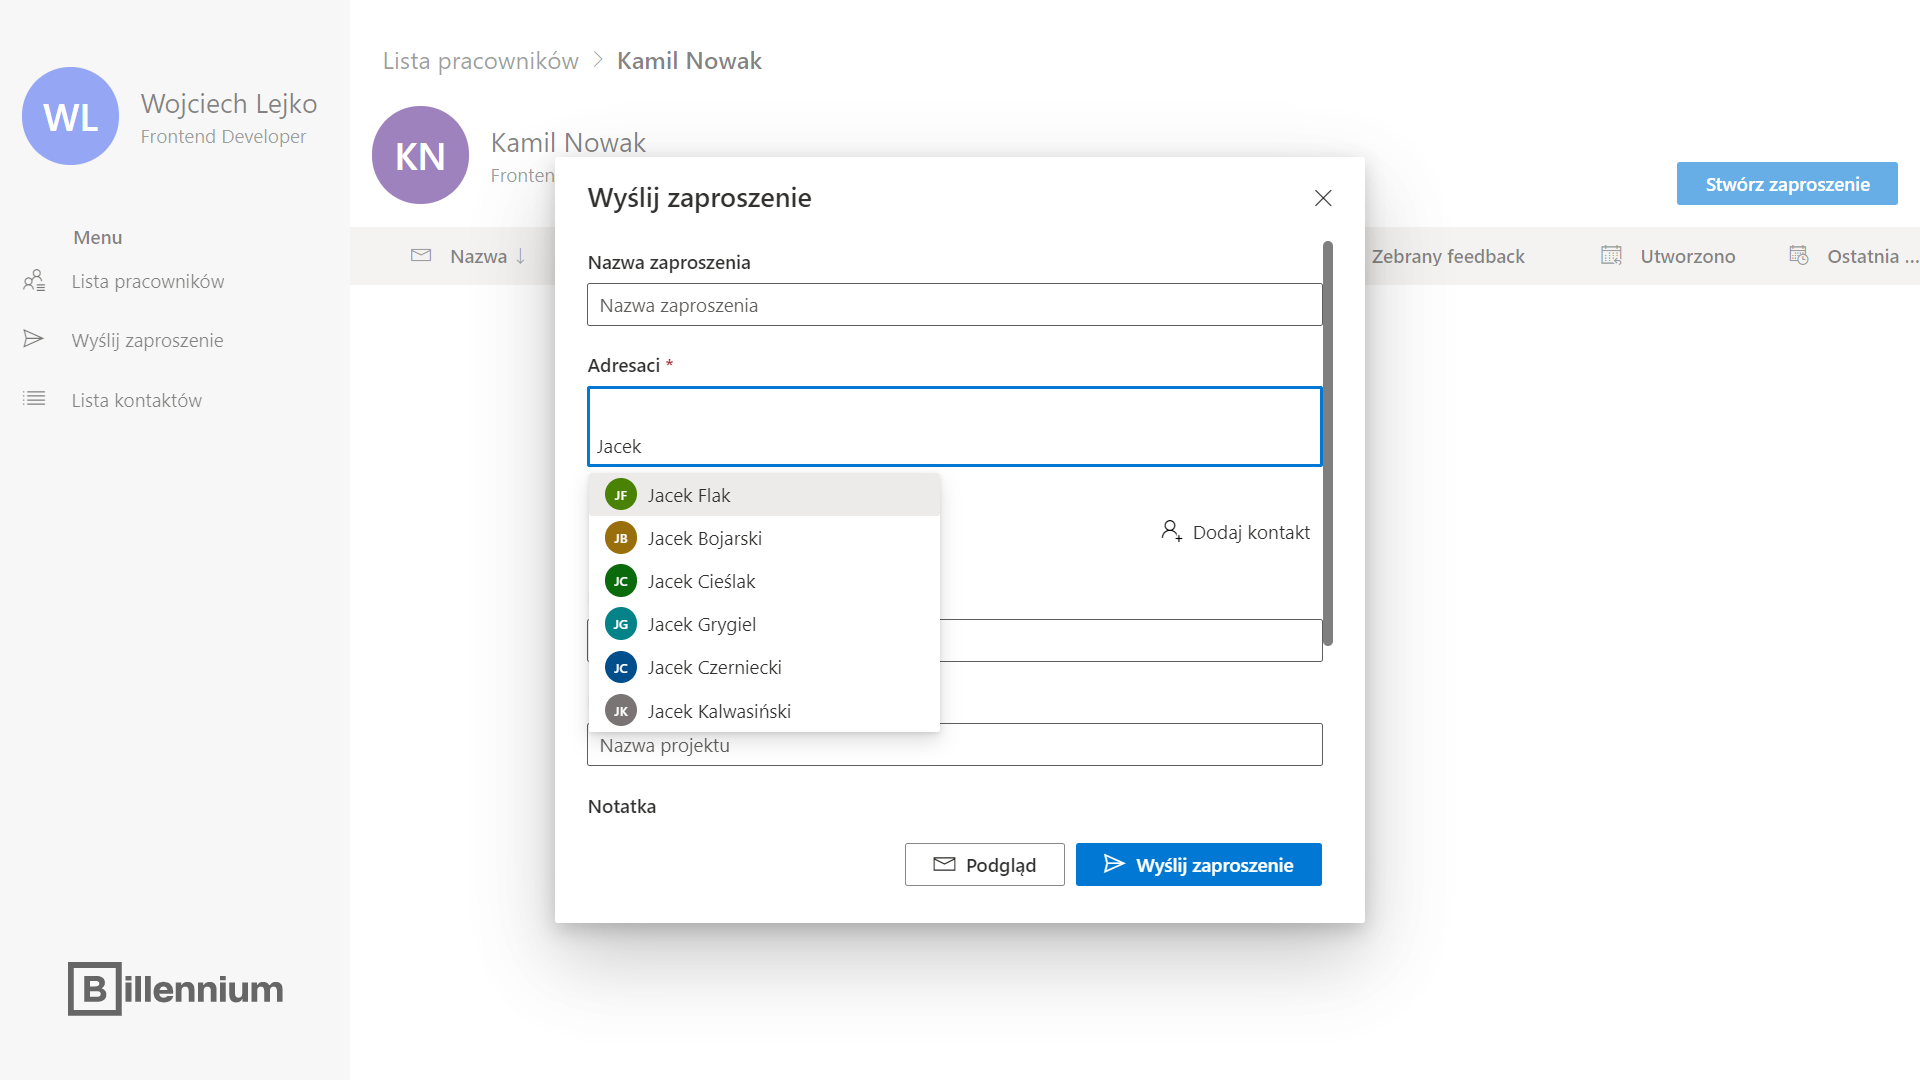 WL
Wojciech Lejko
Frontend Developer
Menu
Lista pracowników
Wyślij zaproszenie
Lista kontaktów
Billennium
Lista pracowników > Kamil Nowak
KN
Kamil Nowak
Fronten
Stwórz zaproszenie
Nazwa ↓
Zebrany feedback
Utworzono
Ostatnia ...
Wyślij zaproszenie
Nazwa zaproszenia
Nazwa zaproszenia
Adresaci *
Jacek
JF Jacek Flak
JB Jacek Bojarski
JC Jacek Cieślak
JG Jacek Grygiel
JC Jacek Czerniecki
JK Jacek Kalwasiński
Dodaj kontakt
Nazwa projektu
Notatka
Podgląd
Wyślij zaproszenie